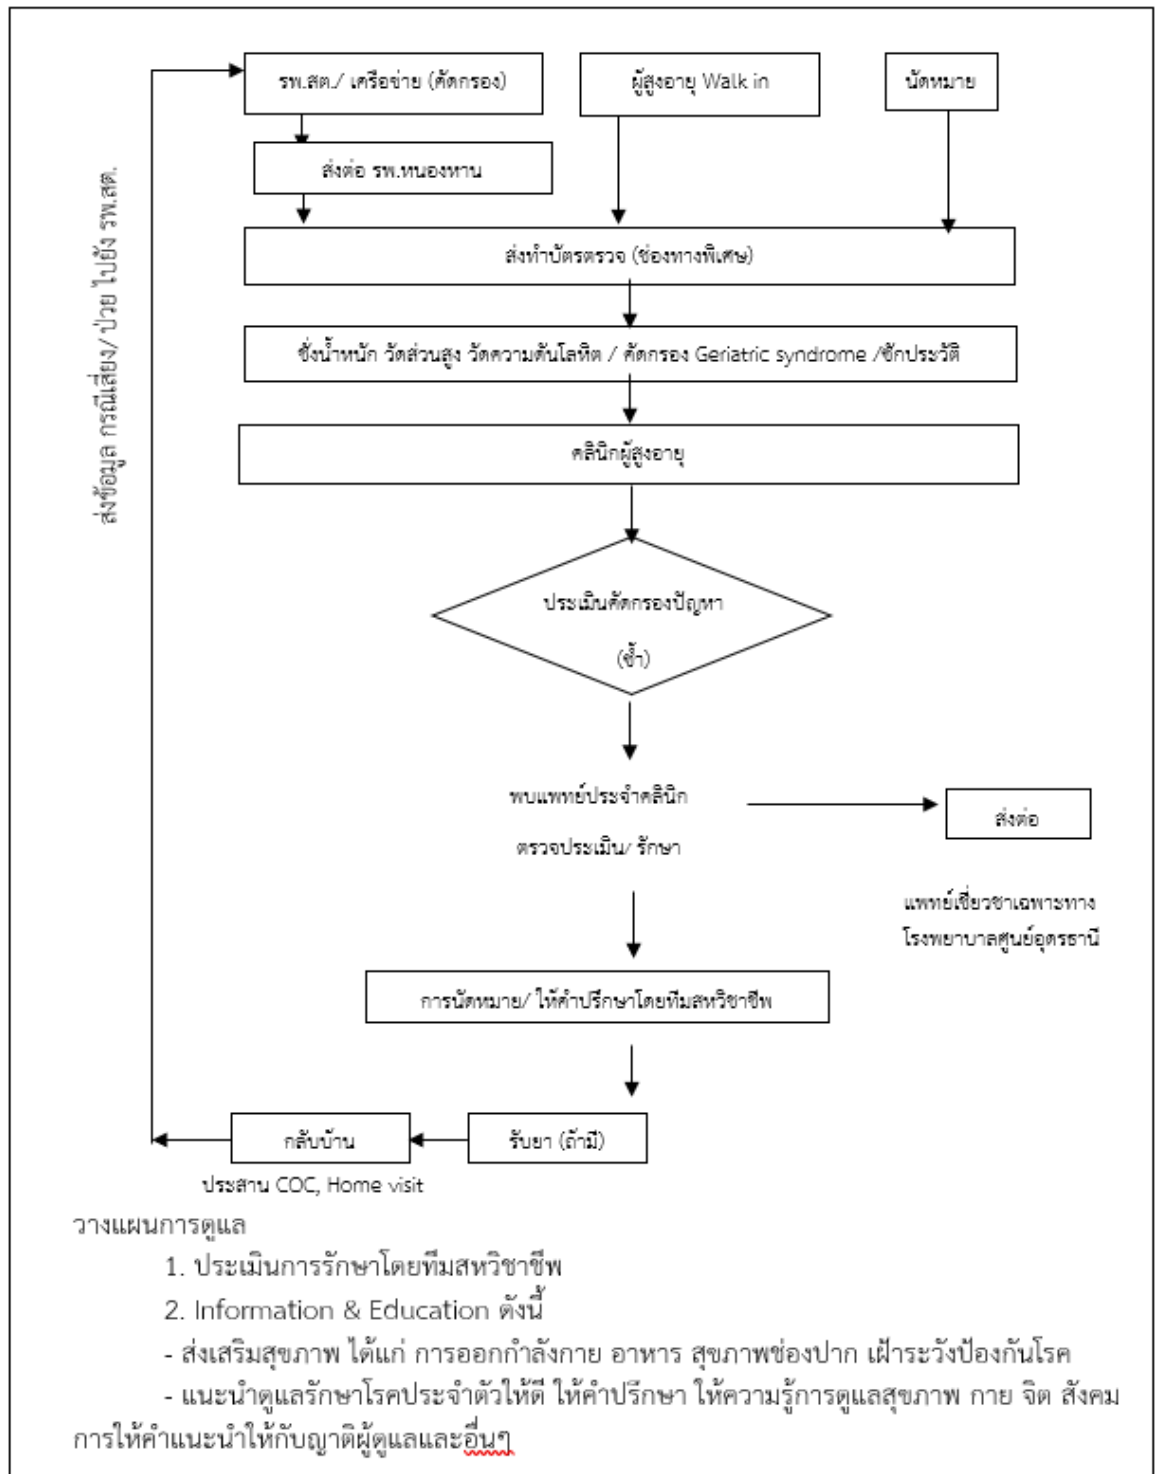 รพ.สต./ เครือข่าย (คัดกรอง)
ผู้สูงอายุ Walk in
นัดหมาย
ส่งต่อ รพ.หนองหาน
ส่งทำบัตรตรวจ (ช่องทางพิเศษ)
ชั่งน้ำหนัก วัดส่วนสูง วัดความดันโลหิต / คัดกรอง Geriatric syndrome /ซักประวัติ
คลินิกผู้สูงอายุ
ส่งข้อมูล กรณีเสี่ยง/ ป่วย ไปยัง รพ.สต.
ประเมินคัดกรองปัญหา
(ซ้ำ)
พบแพทย์ประจำคลินิก
ตรวจประเมิน/ รักษา
ส่งต่อ
แพทย์เชี่ยวชาเฉพาะทาง
โรงพยาบาลศูนย์อุดรธานี
การนัดหมาย/ ให้คำปรึกษาโดยทีมสหวิชาชีพ
กลับบ้าน
รับยา (ถ้ามี)
ประสาน COC, Home visit
วางแผนการดูแล
1. ประเมินการรักษาโดยทีมสหวิชาชีพ
2. Information & Education ดังนี้
- ส่งเสริมสุขภาพ ได้แก่ การออกกำลังกาย อาหาร สุขภาพช่องปาก เฝ้าระวังป้องกันโรค
- แนะนำดูแลรักษาโรคประจำตัวให้ดี ให้คำปรึกษา ให้ความรู้การดูแลสุขภาพ กาย จิต สังคม
การให้คำแนะนำให้กับญาติผู้ดูแลและอื่นๆ